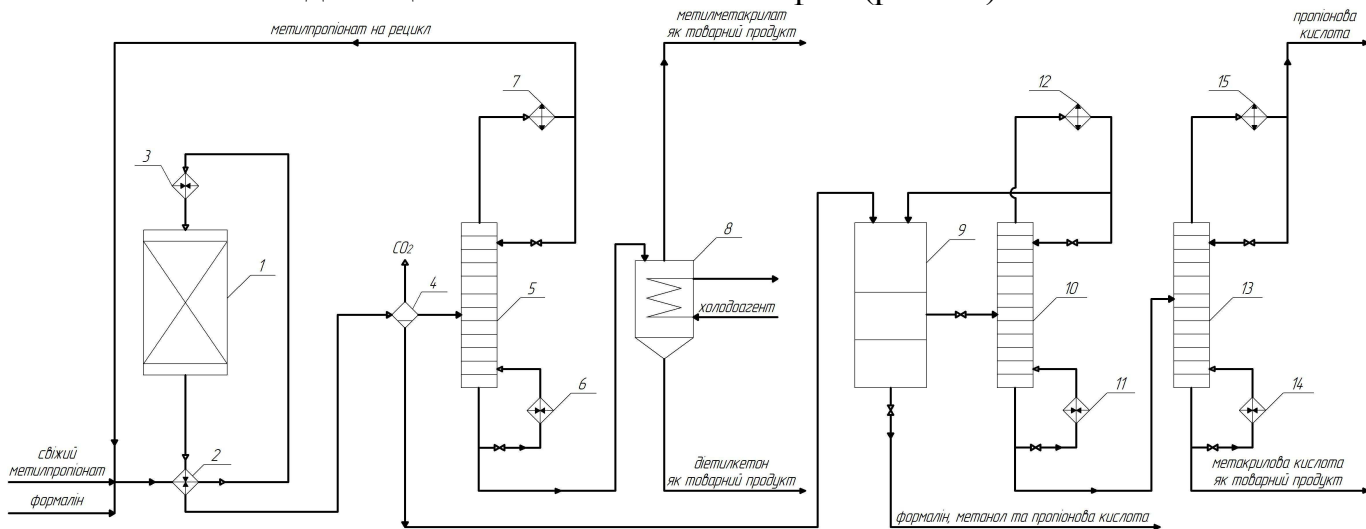 метилметакрилат
як товарний продукт
пропіонова
кислота
метилпропіонат на рецикл
7
12
15
3
CO₂
8
9
1
4
5
10
13
холодоагент
6
11
14
свіжий
метилпропіонат
2
діетилкетон
як товарний продукт
метакрилова кислота
як товарний продукт
формалін
формалін, метанол та пропіонова кислота